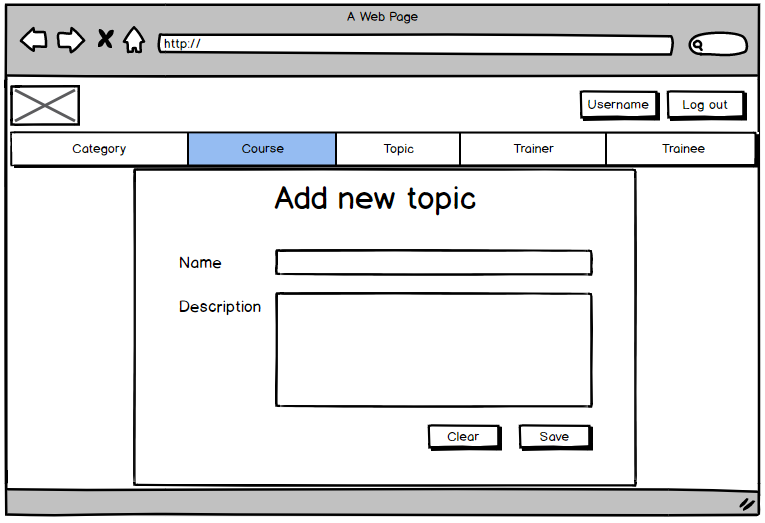 A Web Page
http://
Username Log out
Category Course Topic Trainer Trainee
Add new topic
Name
Description
Clear Save